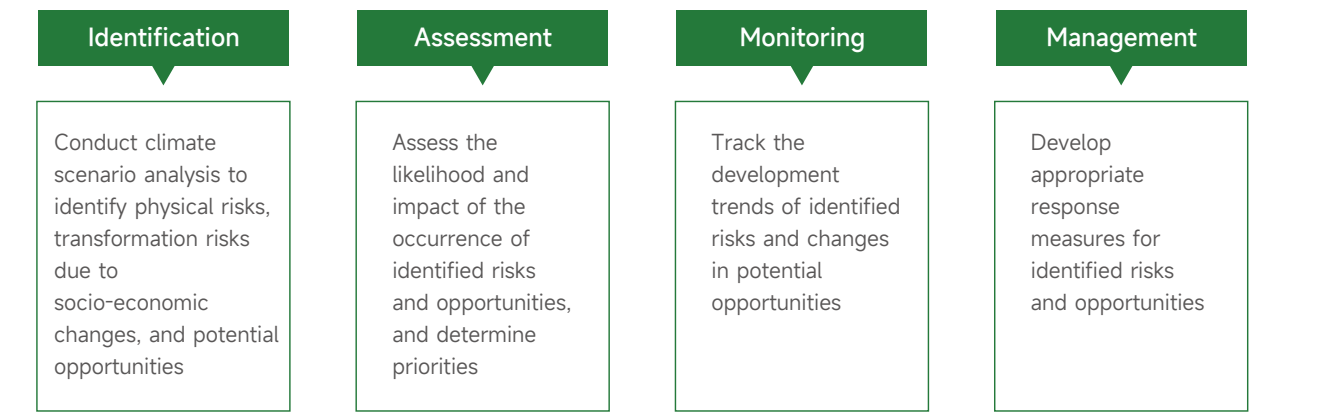 Identification
Conduct climate
scenario analysis to
identify physical risks,
transformation risks
due to
socio-economic
changes, and potential
opportunities
Assessment
Assess the
likelihood and
impact of the
occurrence of
identified risks
and opportunities,
and determine
priorities
Monitoring
Track the
development
trends of identified
risks and changes
in potential
opportunities
Management
Develop
appropriate
response
measures for
identified risks
and opportunities